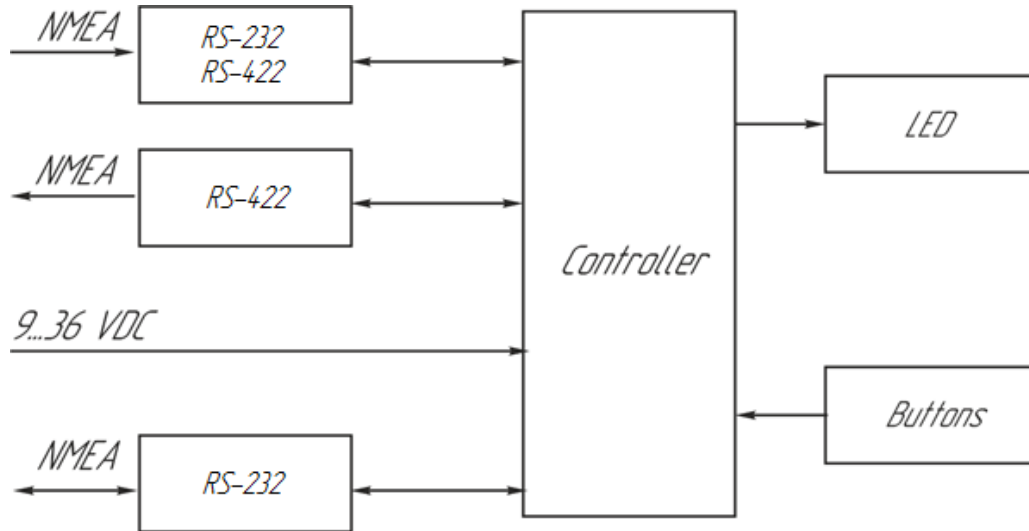 NMEA
RS-232
RS-422
LED
NMEA
RS-422
Controller
9...36 VDC
Buttons
NMEA
RS-232